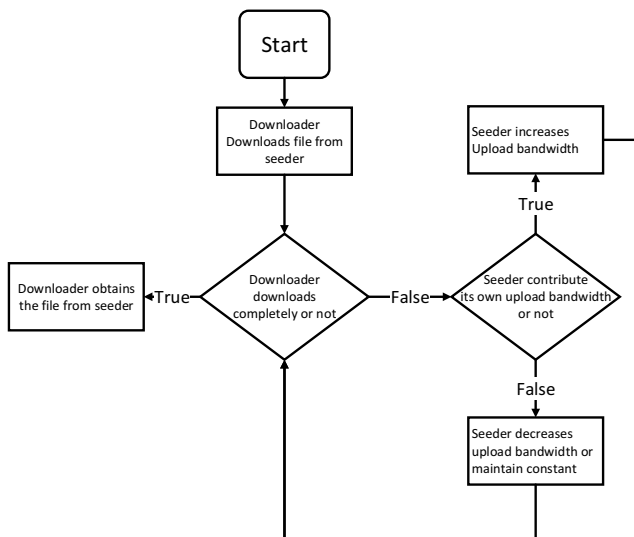 Start
Downloader
Downloads file from
seeder
Seeder increases
Upload bandwidth
True
Downloader obtains
the file from seeder
True
Downloader
downloads
completely or not
False
Seeder contribute
its own upload bandwidth
or not
False
Seeder decreases
upload bandwidth or
maintain constant